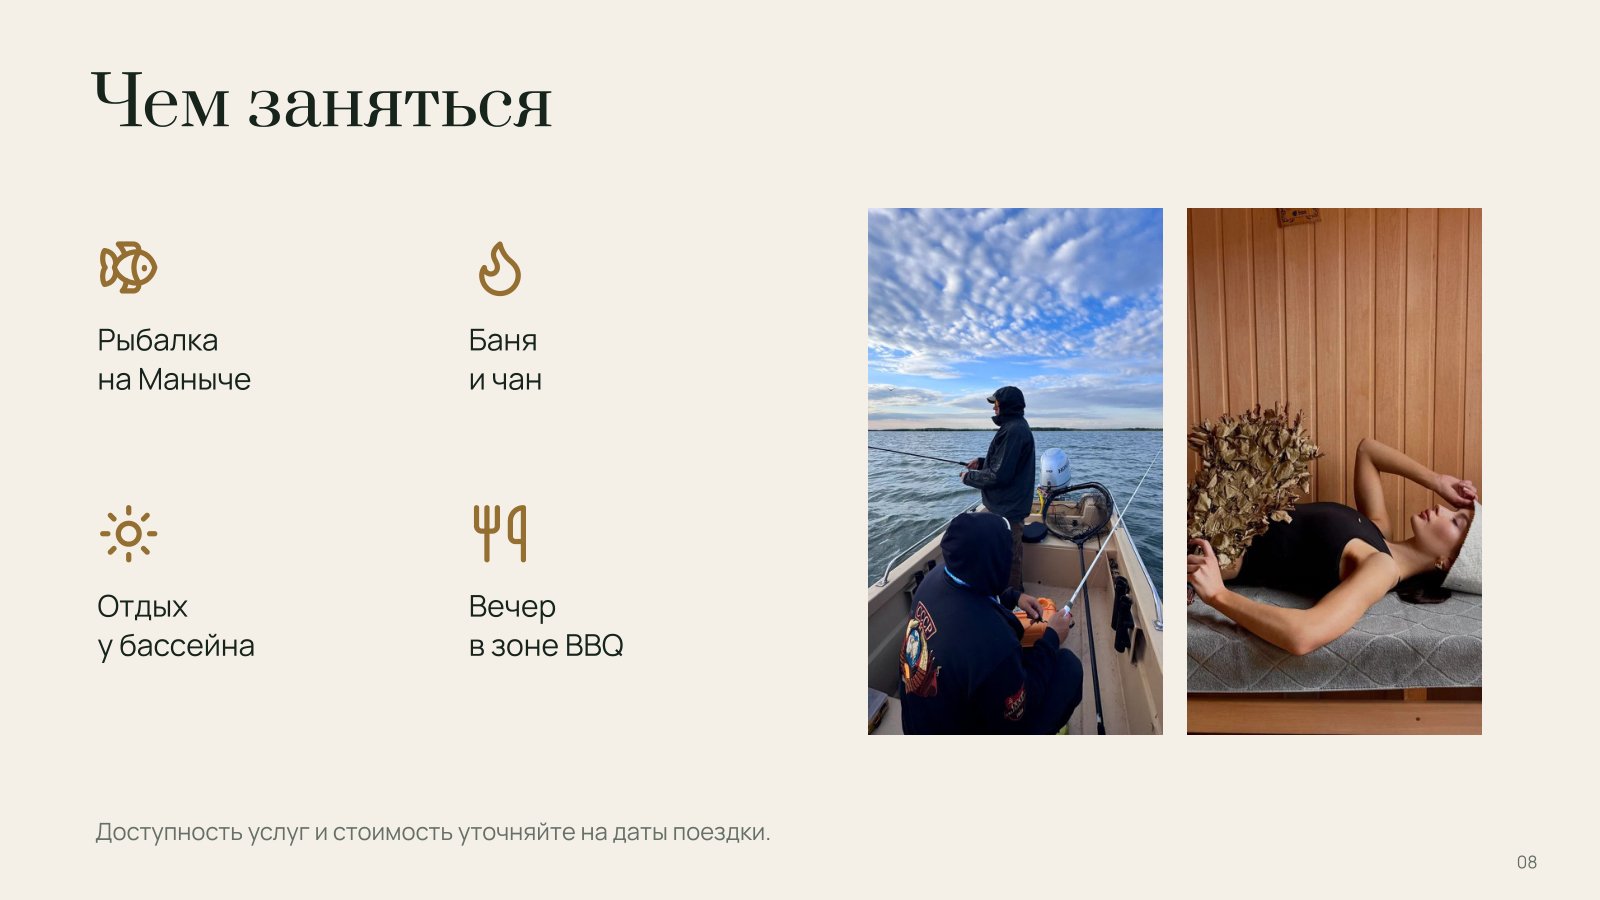 Чем заняться
Рыбалка
на Маныче
Баня
и чан
Отдых
у бассейна
Вечер
в зоне BBQ
СССР
Доступность услуг и стоимость уточняйте на даты поездки.
08